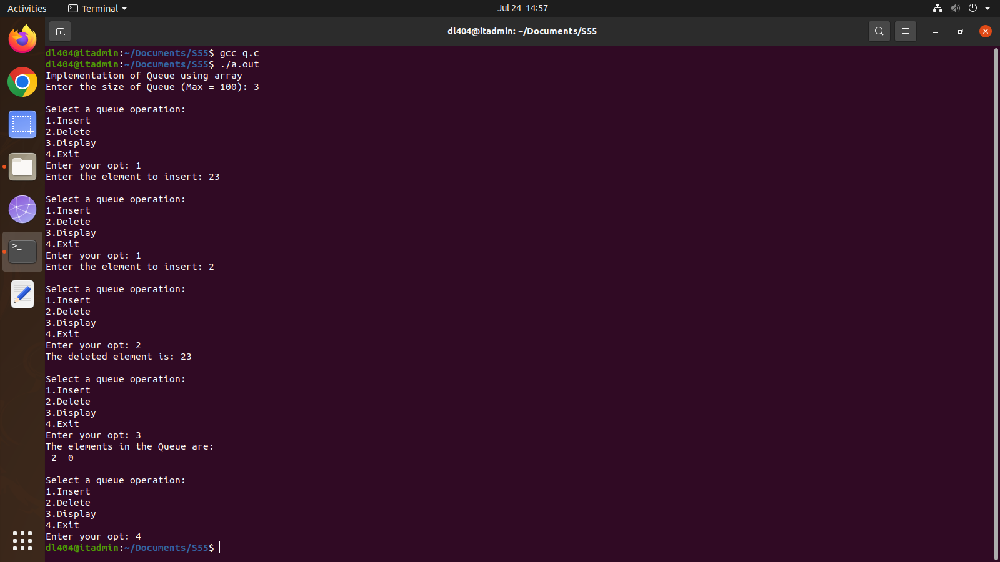 Activities Terminal Jul 24 14:57
dl404@itadmin: ~/Documents/S55
dl404@itadmin:~/Documents/S55$ gcc q.c
dl404@itadmin:~/Documents/S55$ ./a.out
Implementation of Queue using array
Enter the size of Queue (Max = 100): 3

Select a queue operation:
1.Insert
2.Delete
3.Display
4.Exit
Enter your opt: 1
Enter the element to insert: 23

Select a queue operation:
1.Insert
2.Delete
3.Display
4.Exit
Enter your opt: 1
Enter the element to insert: 2

Select a queue operation:
1.Insert
2.Delete
3.Display
4.Exit
Enter your opt: 2
The deleted element is: 23

Select a queue operation:
1.Insert
2.Delete
3.Display
4.Exit
Enter your opt: 3
The elements in the Queue are:
 2  0

Select a queue operation:
1.Insert
2.Delete
3.Display
4.Exit
Enter your opt: 4
dl404@itadmin:~/Documents/S55$